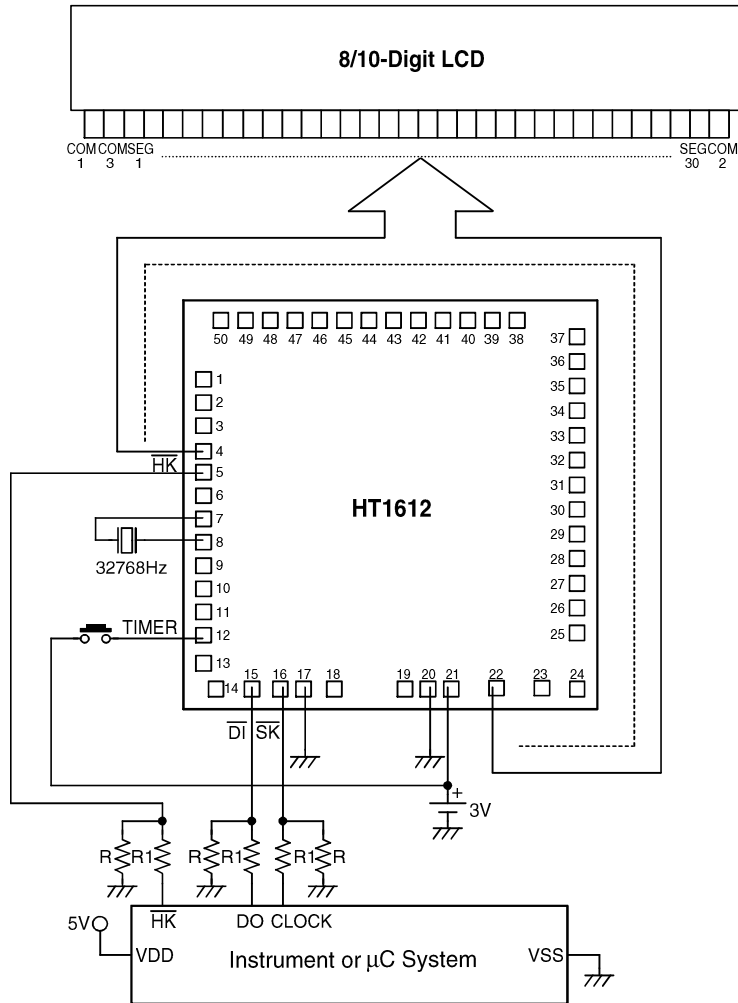 8/10-Digit LCD
COM COM SEG SEG COM
1 3 1 30 2
50 49 48 47 46 45 44 43 42 41 40 39 38
37
36
35
34
33
32
31
30
29
28
27
26
25
1
2
3
4
HK
5
6
7
8
32768Hz
9
10
11
TIMER
12
13
14 15 16 17 18 19 20 21 22 23 24
HT1612
DI SK
+
3V
R R1 R R1 R1 R
5V
HK DO CLOCK
VDD Instrument or μC System VSS